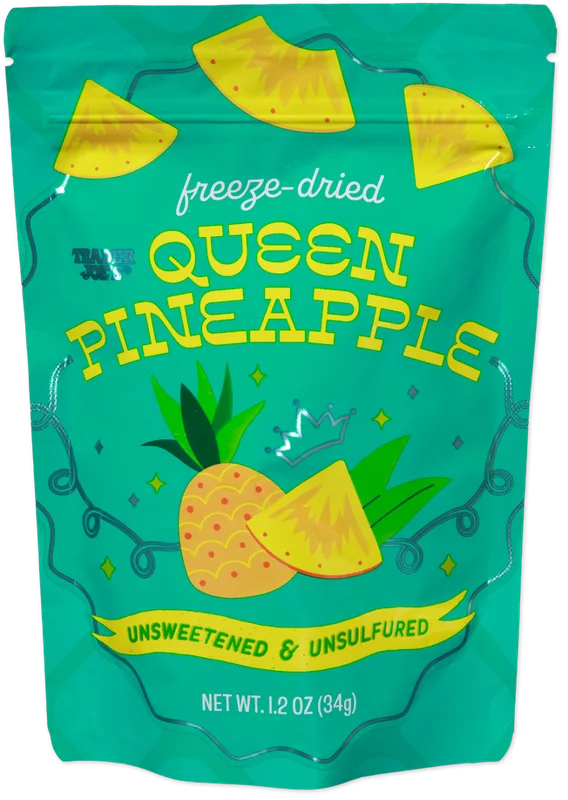 freeze-dried
QUEEN
TRADER
JOE'S
PINEAPPLE
UNSWEETENED & UNSULFURED
NET WT. 1.2 OZ (34g)